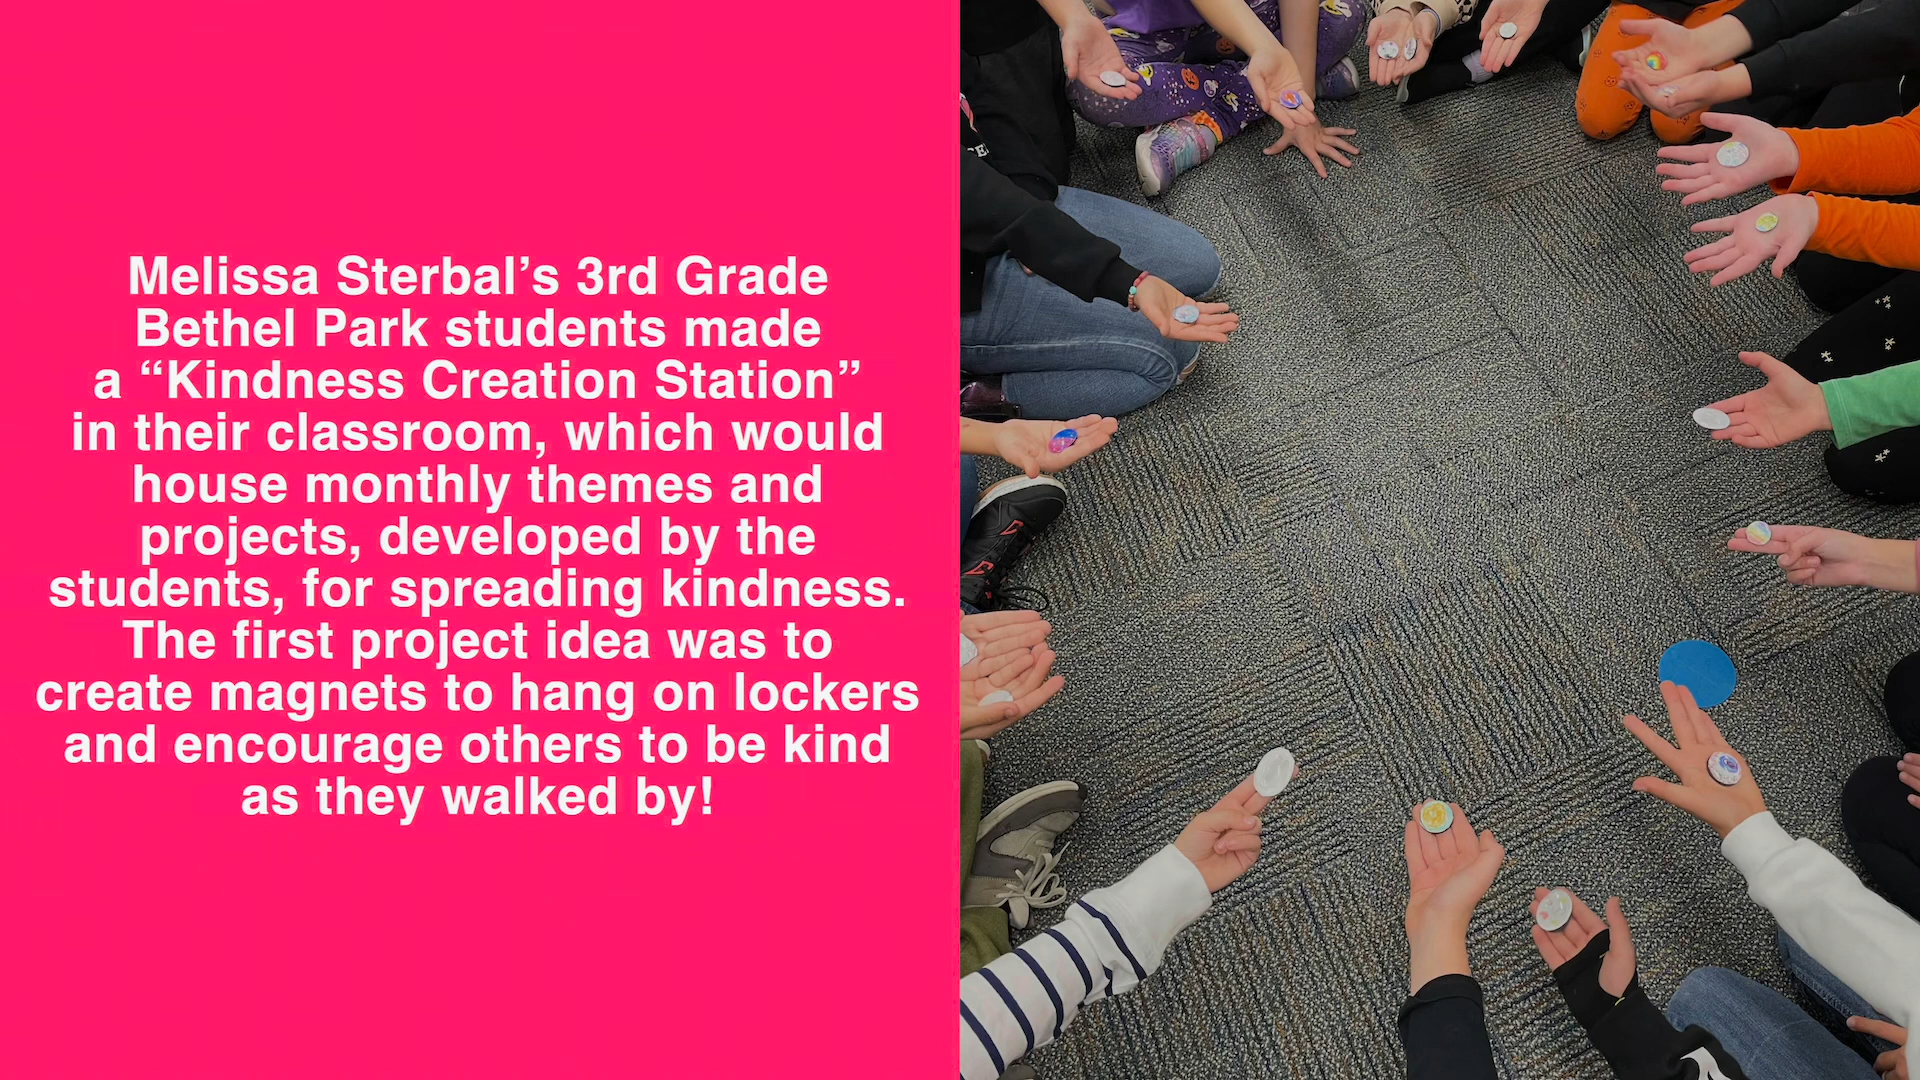 Melissa Sterbal’s 3rd Grade
Bethel Park students made
a “Kindness Creation Station”
in their classroom, which would
house monthly themes and
projects, developed by the
students, for spreading kindness.
The first project idea was to
create magnets to hang on lockers
and encourage others to be kind
as they walked by!